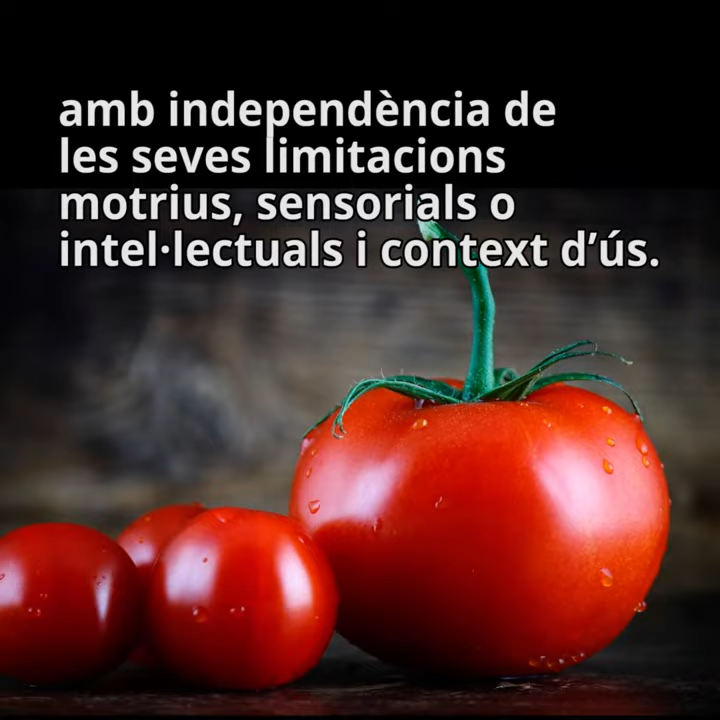 amb independència de
les seves limitacions
motrius, sensorials o
intel·lectuals i context d’ús.